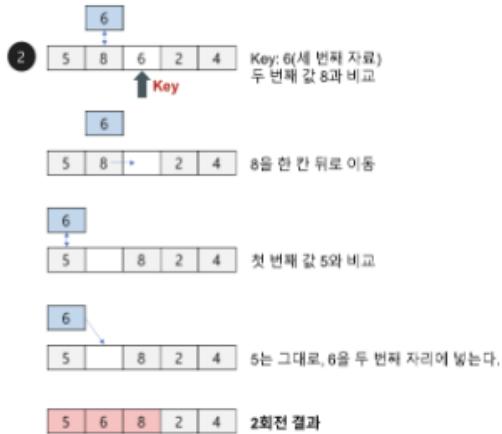 6
2
5 8 6 2 4
Key: 6(세 번째 자료)
두 번째 값 8과 비교
Key
6
5 8 2 4
8을 한 칸 뒤로 이동
6
5 8 2 4
첫 번째 값 5와 비교
6
5 8 2 4
5는 그대로, 6을 두 번째 자리에 넣는다.
5 6 8 2 4
2회전 결과